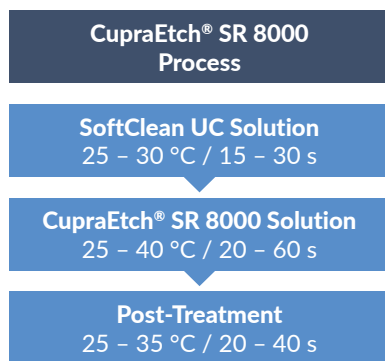 CupraEtch® SR 8000
Process
SoftClean UC Solution
25 – 30 °C / 15 – 30 s
CupraEtch® SR 8000 Solution
25 – 40 °C / 20 – 60 s
Post-Treatment
25 – 35 °C / 20 – 40 s